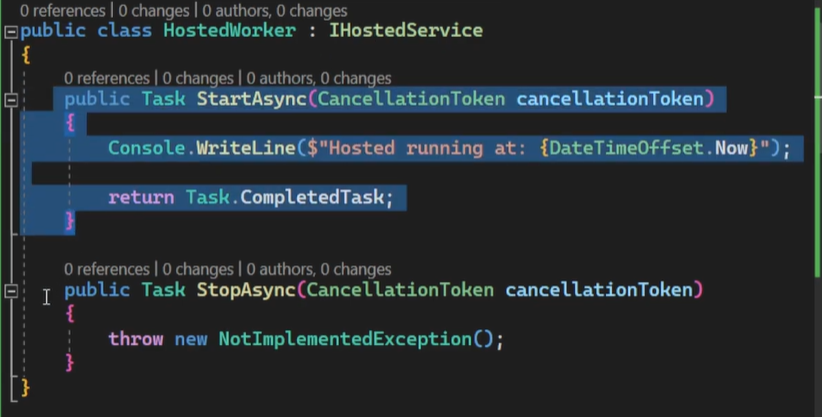 0 references | 0 changes | 0 authors, 0 changes
public class HostedWorker : IHostedService
{
0 references | 0 changes | 0 authors, 0 changes
public Task StartAsync(CancellationToken cancellationToken)
{
Console.WriteLine($"Hosted running at: {DateTimeOffset.Now}");
return Task.CompletedTask;
}
0 references | 0 changes | 0 authors, 0 changes
public Task StopAsync(CancellationToken cancellationToken)
{
throw new NotImplementedException();
}
}